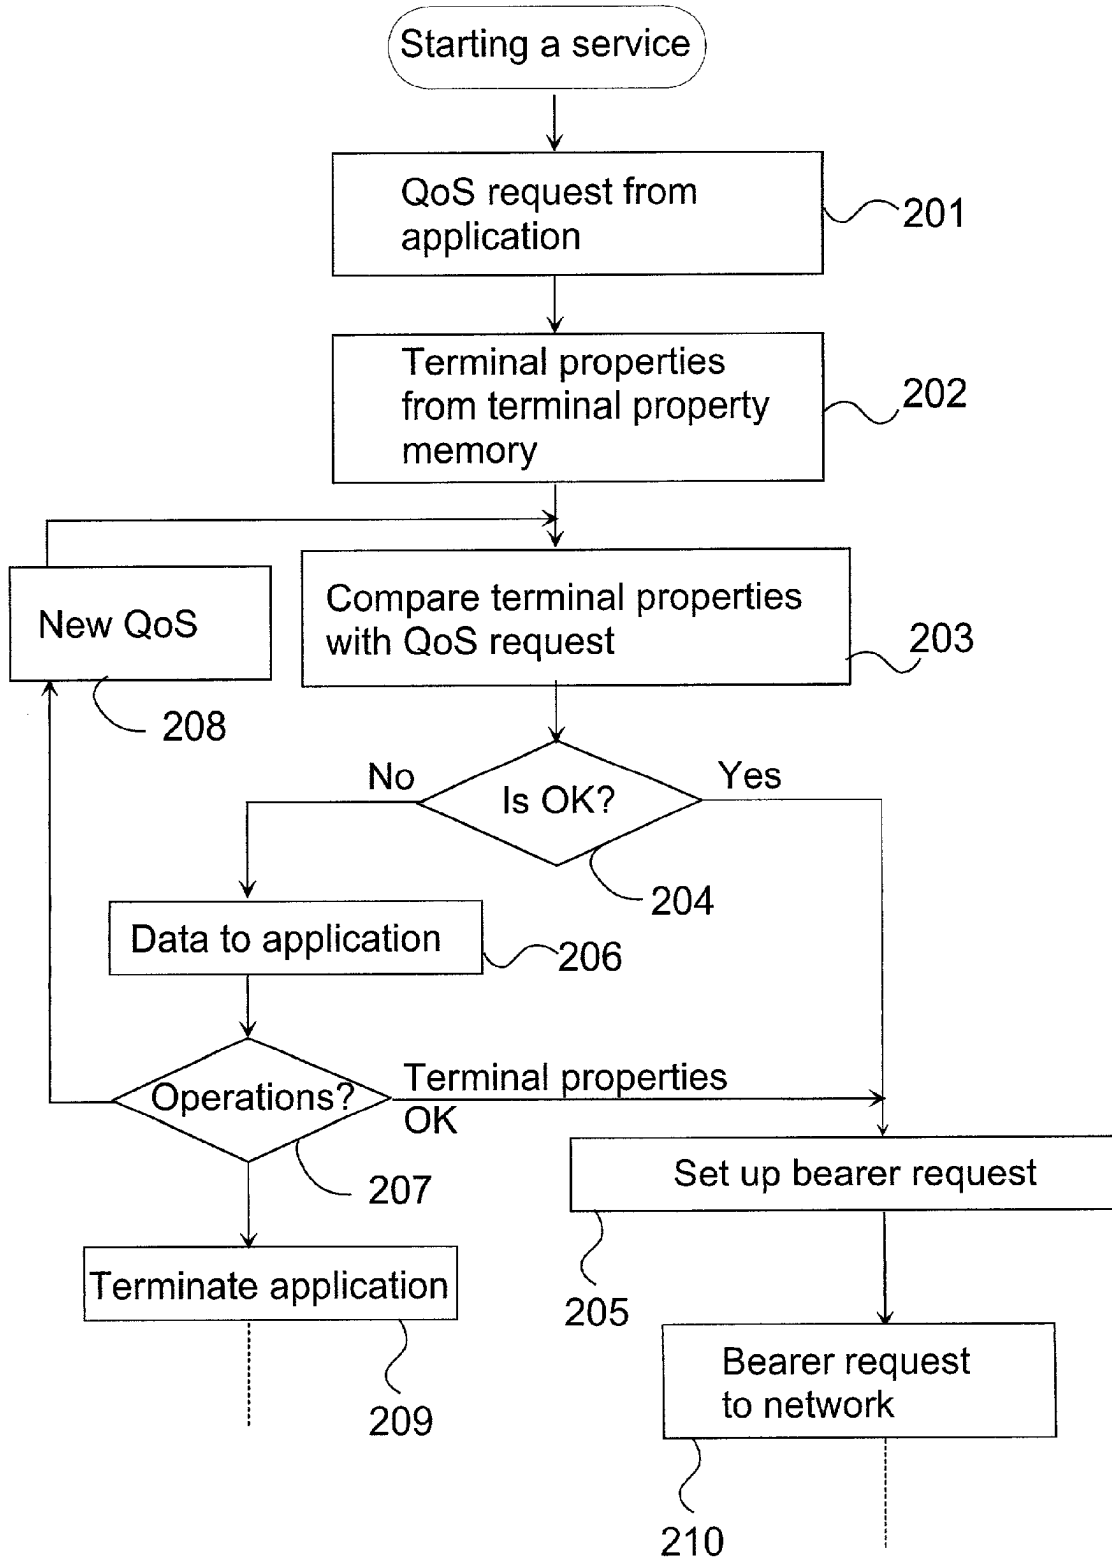 Starting a service
QoS request from
application
201
Terminal properties
from terminal property
memory
202
New QoS
208
Compare terminal properties
with QoS request
203
No
Yes
Is OK?
204
Data to application
206
Operations?
Terminal properties
OK
207
Set up bearer request
205
Terminate application
209
Bearer request
to network
210